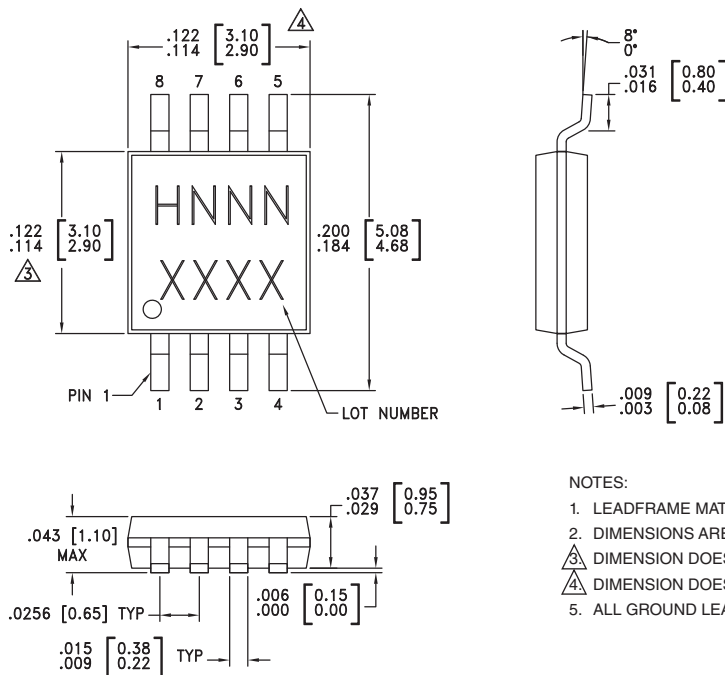 .122 [3.10]
.114 [2.90]
4
8 7 6 5
HNNN
XXXX
.122 [3.10]
.114 [2.90]
3
.200 [5.08]
.184 [4.68]
PIN 1
1 2 3 4
LOT NUMBER
8°
0°
.031 [0.80]
.016 [0.40]
.009 [0.22]
.003 [0.08]
.043 [1.10]
MAX
.037 [0.95]
.029 [0.75]
.0256 [0.65] TYP
.006 [0.15]
.000 [0.00]
.015 [0.38]
.009 [0.22]
TYP
NOTES:
1. LEADFRAME MAT
2. DIMENSIONS ARE
3. DIMENSION DOES
4. DIMENSION DOES
5. ALL GROUND LEA